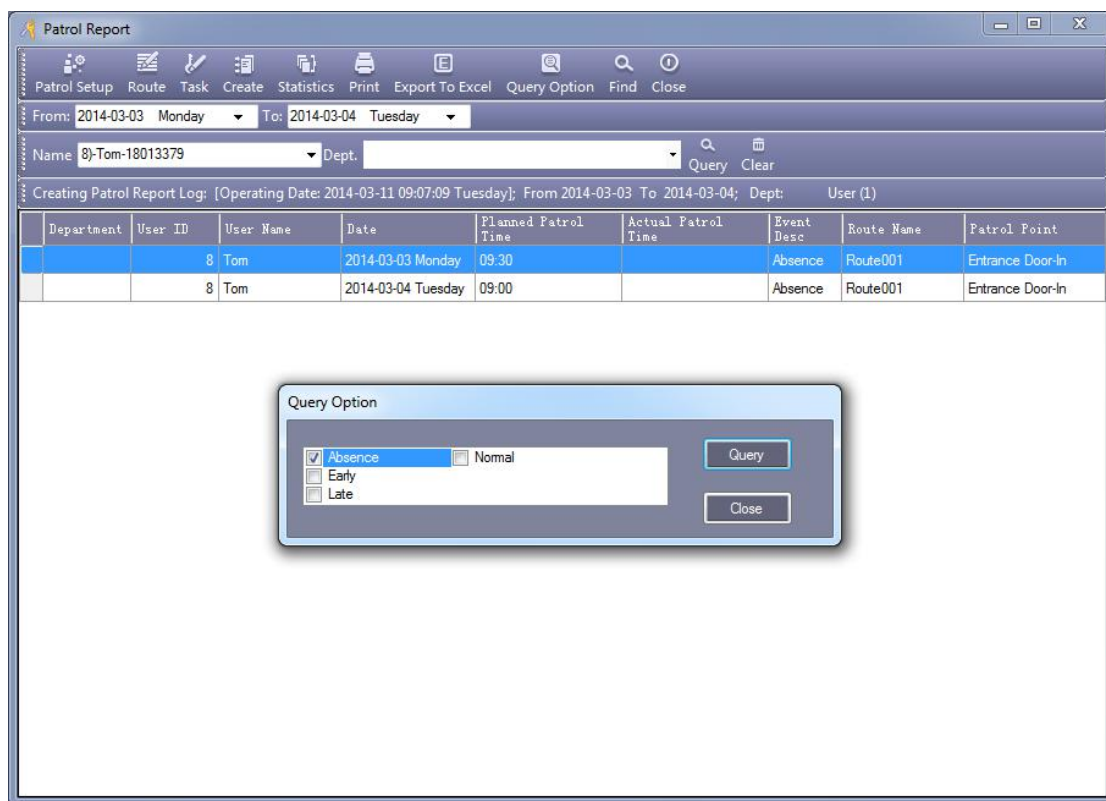 Patrol Report
Patrol Setup Route Task Create Statistics Print Export To Excel Query Option Find Close
From: 2014-03-03 Monday To: 2014-03-04 Tuesday
Name 8)-Tom-18013379 Dept.
Query Clear
Creating Patrol Report Log: [Operating Date: 2014-03-11 09:07:09 Tuesday]; From 2014-03-03 To 2014-03-04; Dept: User (1)
Department User ID User Name Date Planned Patrol Time Actual Patrol Time Event Desc Route Name Patrol Point
8 Tom 2014-03-03 Monday 09:30 Absence Route001 Entrance Door-In
8 Tom 2014-03-04 Tuesday 09:00 Absence Route001 Entrance Door-In
Query Option
Absence Normal
Early
Late
Query
Close